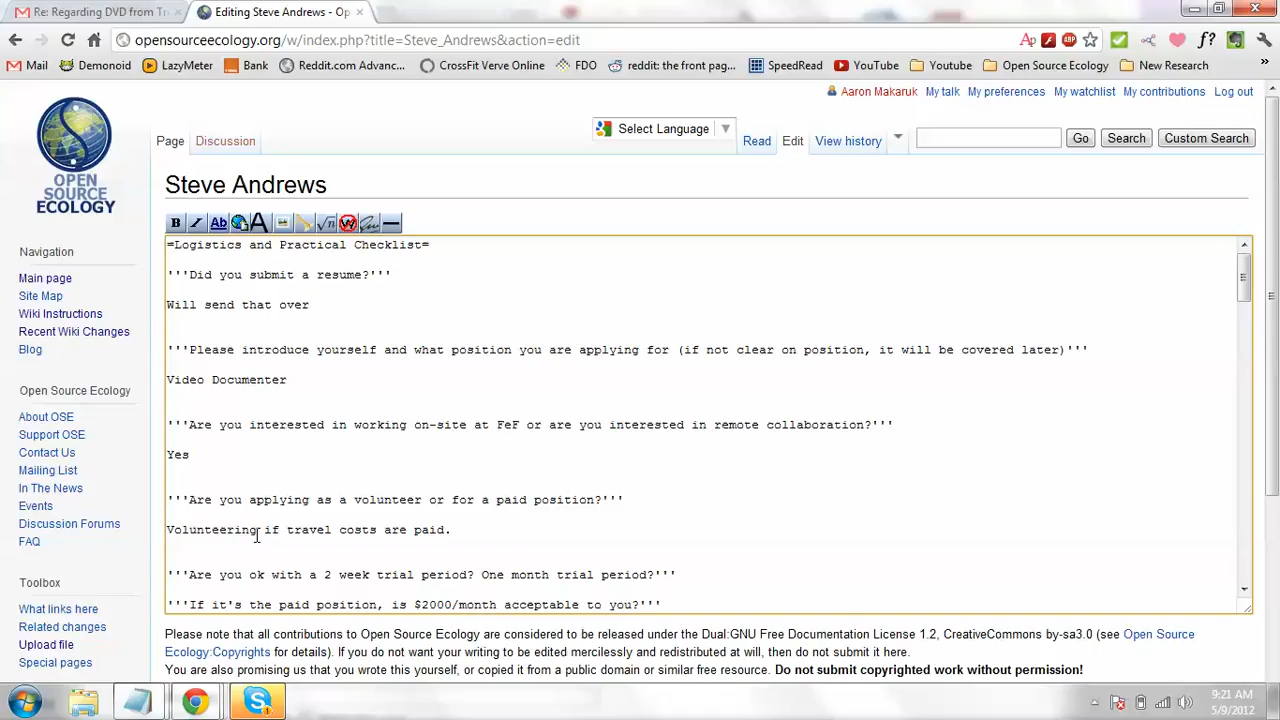 Re: Regarding DVD from Tr
Editing Steve Andrews - Op
opensourceecology.org/w/index.php?title=Steve_Andrews&action=edit
Mail
Demonoid
LazyMeter
Bank
Reddit.com Advanc...
CrossFit Verve Online
FDO
reddit: the front pag...
SpeedRead
YouTube
Youtube
Open Source Ecology
New Research
Aaron Makaruk My talk My preferences My watchlist My contributions Log out
Select Language
Page Discussion Read Edit View history Go Search Custom Search
OPEN
SOURCE
ECOLOGY
Steve Andrews
B I Ab A √n W
=Logistics and Practical Checklist=
'''Did you submit a resume?'''
Will send that over
'''Please introduce yourself and what position you are applying for (if not clear on position, it will be covered later)'''
Video Documenter
'''Are you interested in working on-site at FeF or are you interested in remote collaboration?'''
Yes
'''Are you applying as a volunteer or for a paid position?'''
Volunteering if travel costs are paid.
'''Are you ok with a 2 week trial period? One month trial period?'''
'''If it's the paid position, is $2000/month acceptable to you?'''
Navigation
Main page
Site Map
Wiki Instructions
Recent Wiki Changes
Blog
Open Source Ecology
About OSE
Support OSE
Contact Us
Mailing List
In The News
Events
Discussion Forums
FAQ
Toolbox
What links here
Related changes
Upload file
Special pages
Please note that all contributions to Open Source Ecology are considered to be released under the Dual:GNU Free Documentation License 1.2, CreativeCommons by-sa3.0 (see Open Source
Ecology:Copyrights for details). If you do not want your writing to be edited mercilessly and redistributed at will, then do not submit it here.
You are also promising us that you wrote this yourself, or copied it from a public domain or similar free resource. Do not submit copyrighted work without permission!
9:21 AM
5/9/2012